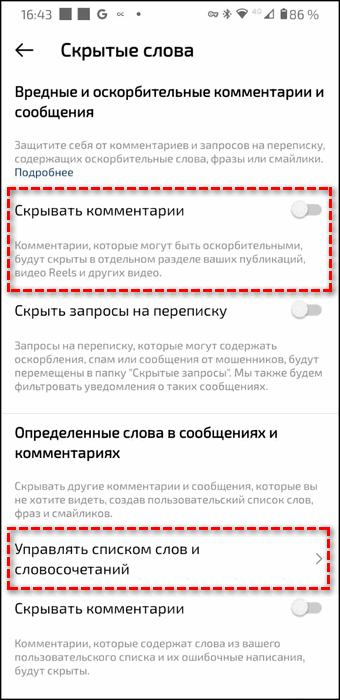 16:43 G 4G 86 %
Скрытые слова
Вредные и оскорбительные комментарии и
сообщения
Защитите себя от комментариев и запросов на переписку,
содержащих оскорбительные слова, фразы или смайлики.
Подробнее
Скрывать комментарии
Комментарии, которые могут быть оскорбительными,
будут скрыты в отдельном разделе ваших публикаций,
видео Reels и других видео.
Скрыть запросы на переписку
Запросы на переписку, которые могут содержать
оскорбления, спам или сообщения от мошенников, будут
перемещены в папку "Скрытые запросы". Мы также будем
фильтровать уведомления о таких сообщениях.
Определенные слова в сообщениях и
комментариях
Скрывать другие комментарии и сообщения, которые вы
не хотите видеть, создав пользовательский список слов,
фраз и смайликов.
Управлять списком слов и
словосочетаний
Скрывать комментарии
Комментарии, которые содержат слова из вашего
пользовательского списка и их ошибочные написания,
будут скрыты.